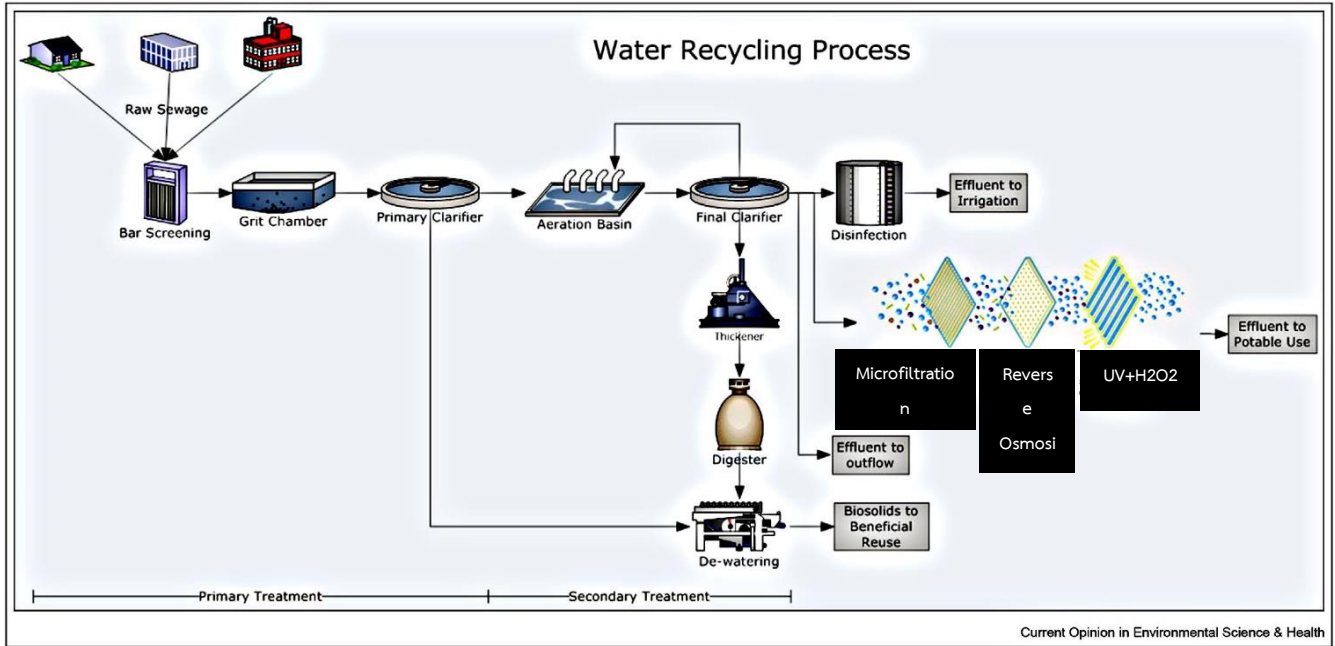 Water Recycling Process
Raw Sewage
Bar Screening
Grit Chamber
Primary Clarifier
Aeration Basin
Final Clarifier
Disinfection
Effluent to
Irrigation
Thickener
Microfiltratio
n
Revers
e
Osmosi
UV+H2O2
Effluent to
Potable Use
Digester
Effluent to
outflow
De-watering
Biosolids to
Beneficial
Reuse
Primary Treatment
Secondary Treatment
Current Opinion in Environmental Science & Health